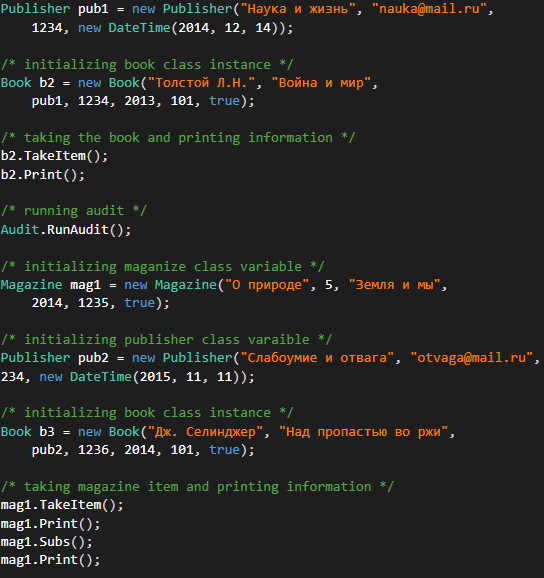 Publisher pub1 = new Publisher("Наука и жизнь", "nauka@mail.ru",
    1234, new DateTime(2014, 12, 14));

/* initializing book class instance */
Book b2 = new Book("Толстой Л.Н.", "Война и мир",
    pub1, 1234, 2013, 101, true);

/* taking the book and printing information */
b2.TakeItem();
b2.Print();

/* running audit */
Audit.RunAudit();

/* initializing maganize class variable */
Magazine mag1 = new Magazine("О природе", 5, "Земля и мы",
    2014, 1235, true);

/* initializing publisher class varaible */
Publisher pub2 = new Publisher("Слабоумие и отвага", "otvaga@mail.ru",
234, new DateTime(2015, 11, 11));

/* initializing book class instance */
Book b3 = new Book("Дж. Селинджер", "Над пропастью во ржи",
    pub2, 1236, 2014, 101, true);

/* taking magazine item and printing information */
mag1.TakeItem();
mag1.Print();
mag1.Subs();
mag1.Print();